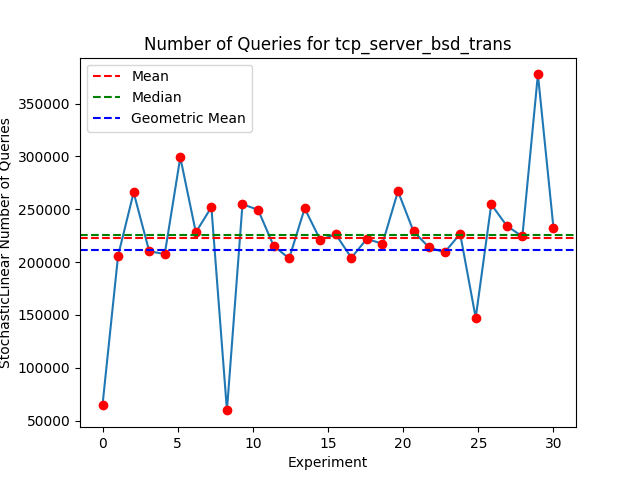 Number of Queries for tcp_server_bsd_trans
Mean
Median
Geometric Mean
StochasticLinear Number of Queries
350000
300000
250000
200000
150000
100000
50000
0
5
10
15
20
25
30
Experiment